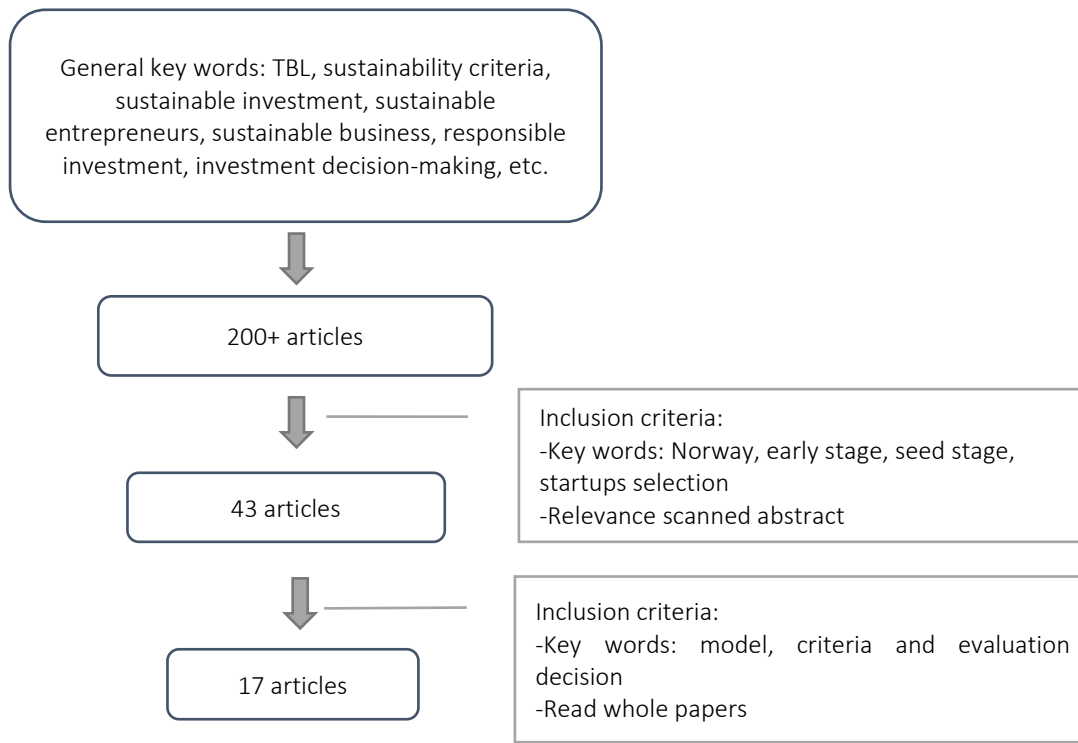 General key words: TBL, sustainability criteria,
sustainable investment, sustainable
entrepreneurs, sustainable business, responsible
investment, investment decision-making, etc.
200+ articles
Inclusion criteria:
-Key words: Norway, early stage, seed stage,
startups selection
-Relevance scanned abstract
43 articles
Inclusion criteria:
-Key words: model, criteria and evaluation
decision
-Read whole papers
17 articles